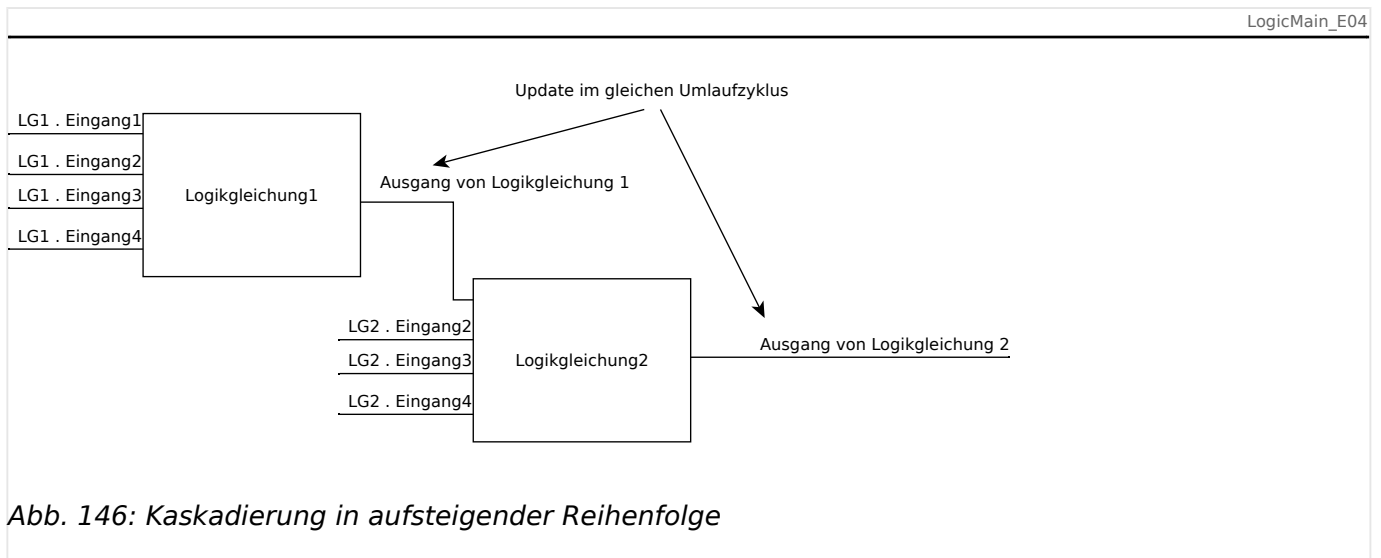 LogicMain_E04
Update im gleichen Umlaufzyklus
LG1 . Eingang1
LG1 . Eingang2
LG1 . Eingang3
LG1 . Eingang4
Logikgleichung1
Ausgang von Logikgleichung 1
LG2 . Eingang2
LG2 . Eingang3
LG2 . Eingang4
Logikgleichung2
Ausgang von Logikgleichung 2
Abb. 146: Kaskadierung in aufsteigender Reihenfolge